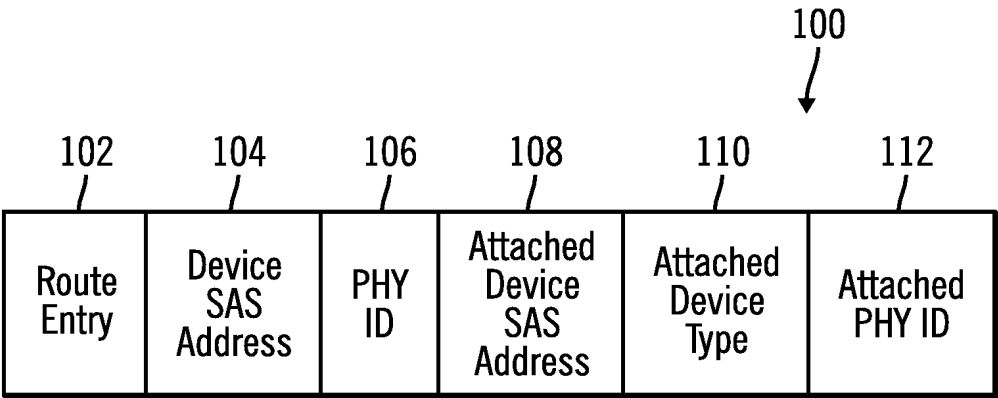 100
102 104 106 108 110 112
Route
Entry
Device
SAS
Address
PHY
ID
Attached
Device
SAS
Address
Attached
Device
Type
Attached
PHY ID